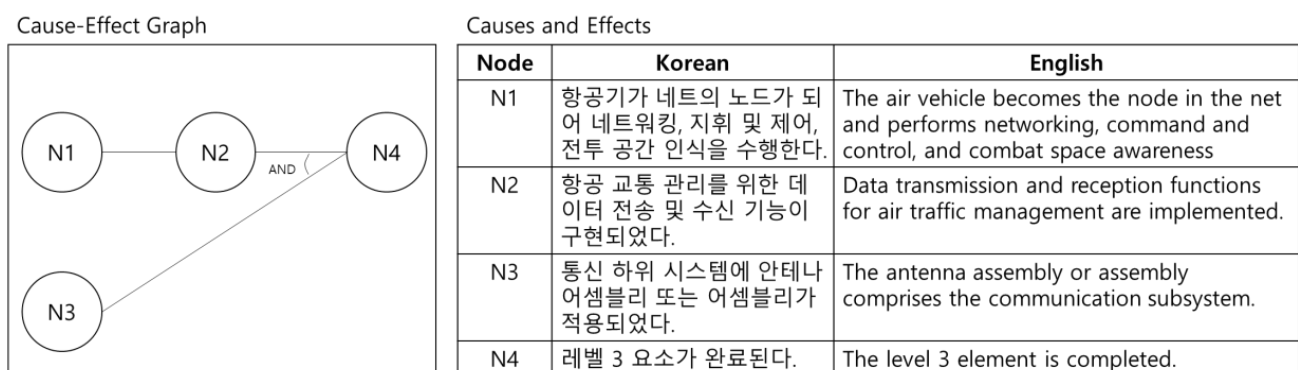 Cause-Effect Graph
N1
N2
AND
N4
N3
Causes and Effects
Node Korean English
N1 항공기가 네트의 노드가 되 The air vehicle becomes the node in the net
어 네트워킹, 지휘 및 제어, and performs networking, command and
전투 공간 인식을 수행한다. control, and combat space awareness
N2 항공 교통 관리를 위한 데 Data transmission and reception functions
이터 전송 및 수신 기능이 for air traffic management are implemented.
구현되었다.
N3 통신 하위 시스템에 안테나 The antenna assembly or assembly
어셈블리 또는 어셈블리가 comprises the communication subsystem.
적용되었다.
N4 레벨 3 요소가 완료된다. The level 3 element is completed.